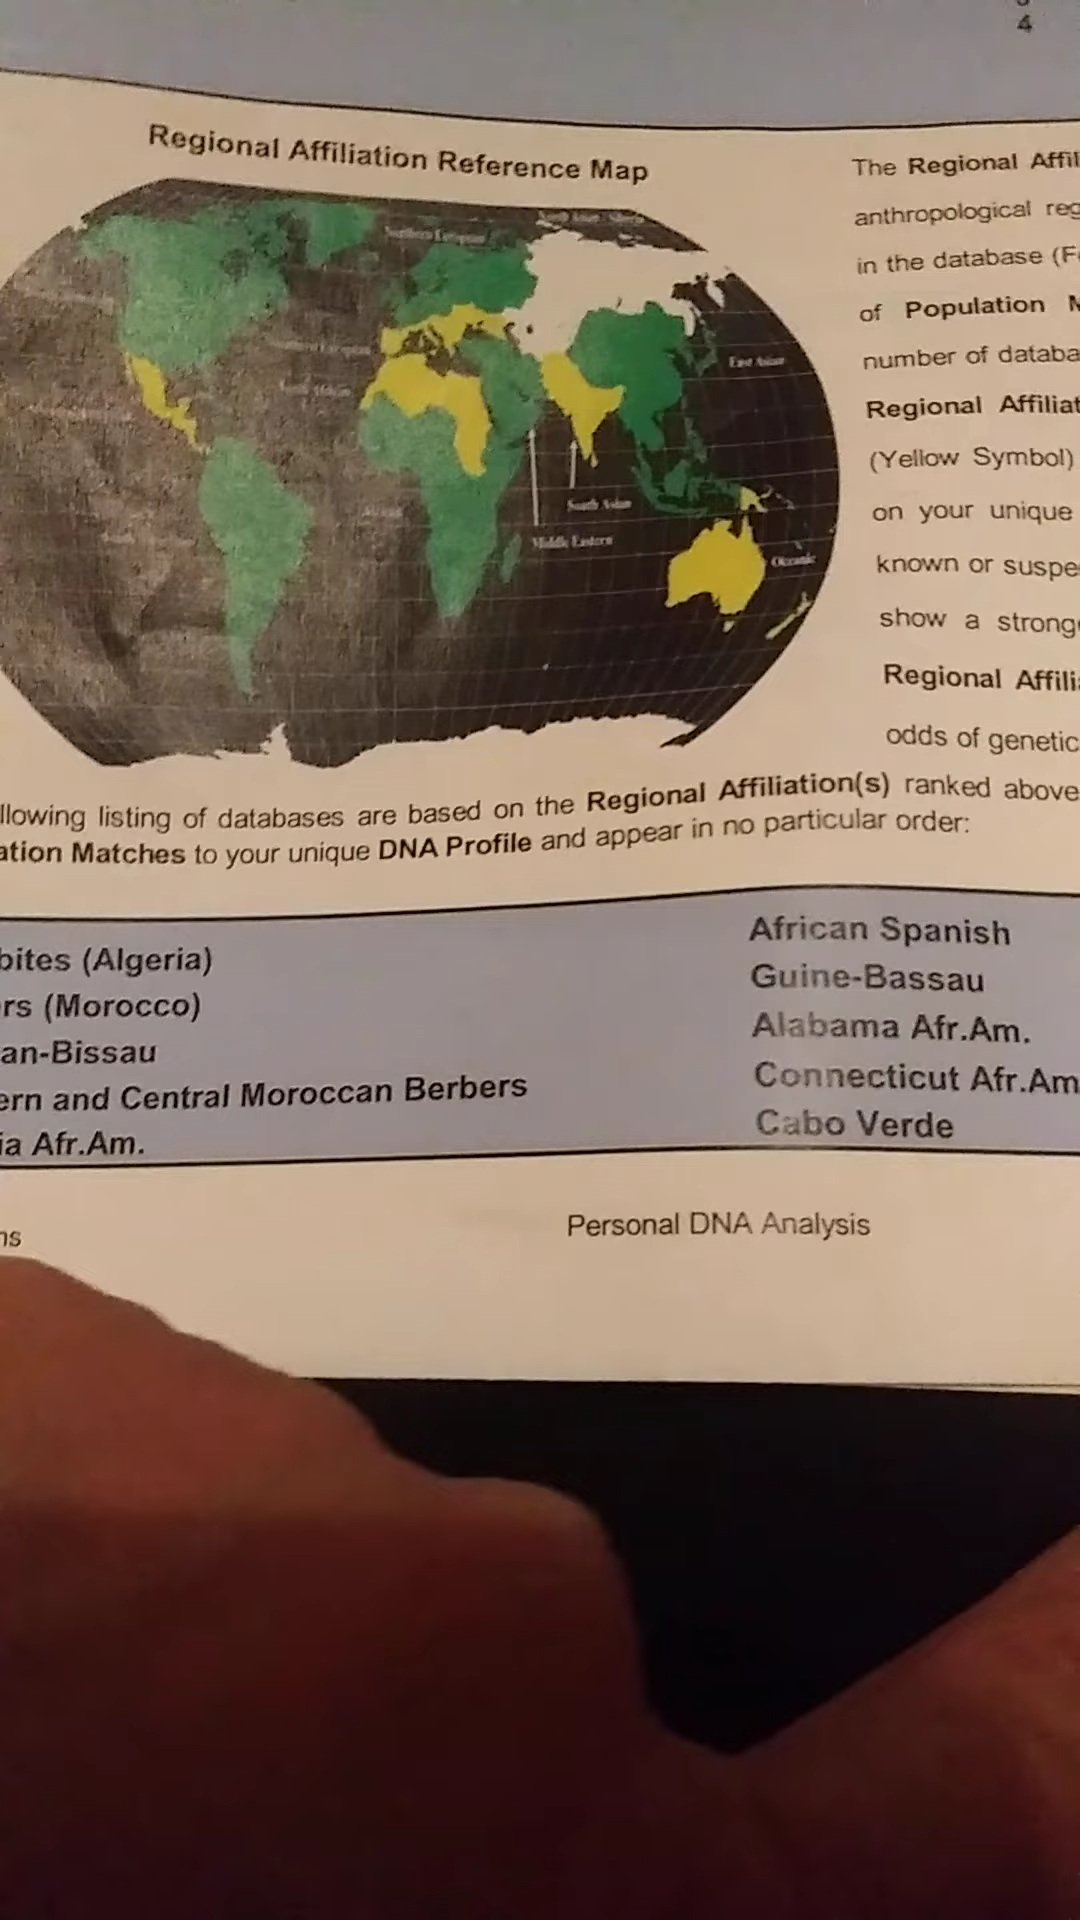 4
Regional Affiliation Reference Map
Northern European
East Asian
South Asian
Middle Eastern
Oceanic
The Regional Affil
anthropological reg
in the database (F
of Population M
number of databa
Regional Affiliat
(Yellow Symbol)
on your unique
known or suspe
show a strong
Regional Affili
odds of genetic
llowing listing of databases are based on the Regional Affiliation(s) ranked above
ation Matches to your unique DNA Profile and appear in no particular order:
bites (Algeria)
rs (Morocco)
an-Bissau
ern and Central Moroccan Berbers
ia Afr.Am.
African Spanish
Guine-Bassau
Alabama Afr.Am.
Connecticut Afr.Am
Cabo Verde
ns
Personal DNA Analysis